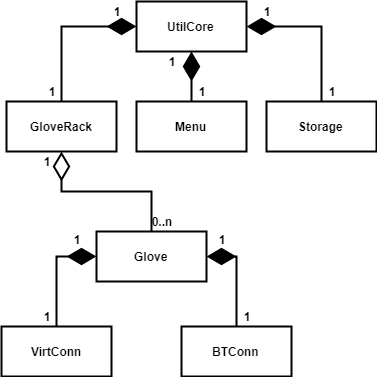 UtilCore
1
1
1
1
1
1
GloveRack
Menu
Storage
1
0..n
Glove
1
1
1
1
VirtConn
BTConn